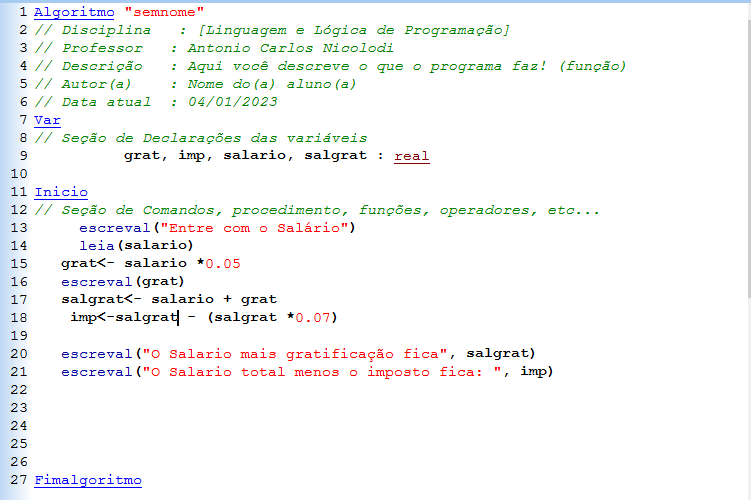 1 Algoritmo "semnome"
2 // Disciplina : [Linguagem e Lógica de Programação]
3 // Professor : Antonio Carlos Nicolodi
4 // Descrição : Aqui você descreve o que o programa faz! (função)
5 // Autor(a) : Nome do(a) aluno(a)
6 // Data atual : 04/01/2023
7 Var
8 // Seção de Declarações das variáveis
9 grat, imp, salario, salgrat : real
10
11 Inicio
12 // Seção de Comandos, procedimento, funções, operadores, etc...
13 escreval("Entre com o Salário")
14 leia(salario)
15 grat<- salario *0.05
16 escreval(grat)
17 salgrat<- salario + grat
18 imp<-salgrat - (salgrat *0.07)
19
20 escreval("O Salario mais gratificação fica", salgrat)
21 escreval("O Salario total menos o imposto fica: ", imp)
22
23
24
25
26
27 Fimalgoritmo